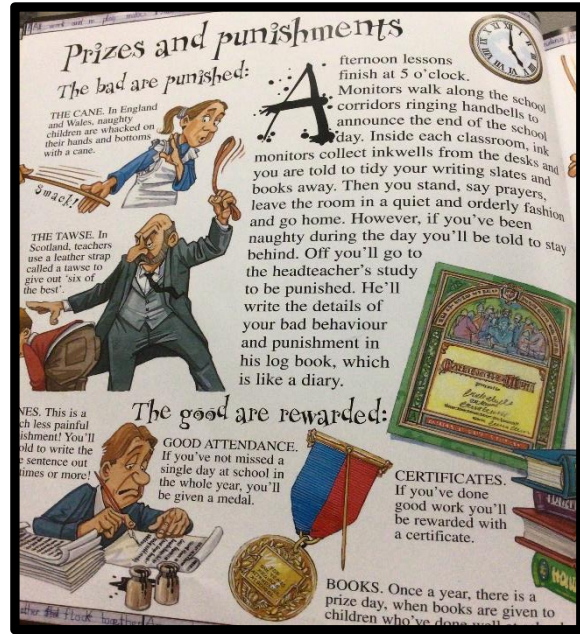 All work and no play makes
Prizes and punishments
The bad are punished:
THE CANE. In England
and Wales, naughty
children are whacked on
their hands and bottoms
with a cane.
Smack!
THE TAWSE. In
Scotland, teachers
use a leather strap
called a tawse to
give out 'six of
the best'.
NES. This is a
ch less painful
ishment! You'll
old to write the
e sentence out
times or more!
Afternoon lessons
finish at 5 o'clock.
Monitors walk along the school
corridors ringing handbells to
announce the end of the school
day. Inside each classroom, ink
monitors collect inkwells from the desks and
you are told to tidy your writing slates and
books away. Then you stand, say prayers,
leave the room in a quiet and orderly fashion
and go home. However, if you've been
naughty during the day you'll be told to stay
behind. Off you'll go to
the headteacher's study
to be punished. He'll
write the details of
your bad behaviour
and punishment in
his log book, which
is like a diary.
The good are rewarded:
GOOD ATTENDANCE.
If you've not missed a
single day at school in
the whole year, you'll
be given a medal.
CERTIFICATES.
If you've done
good work you'll
be rewarded with
a certificate.
BOOKS. Once a year, there is a
prize day, when books are given to
children who've done well at
flock together